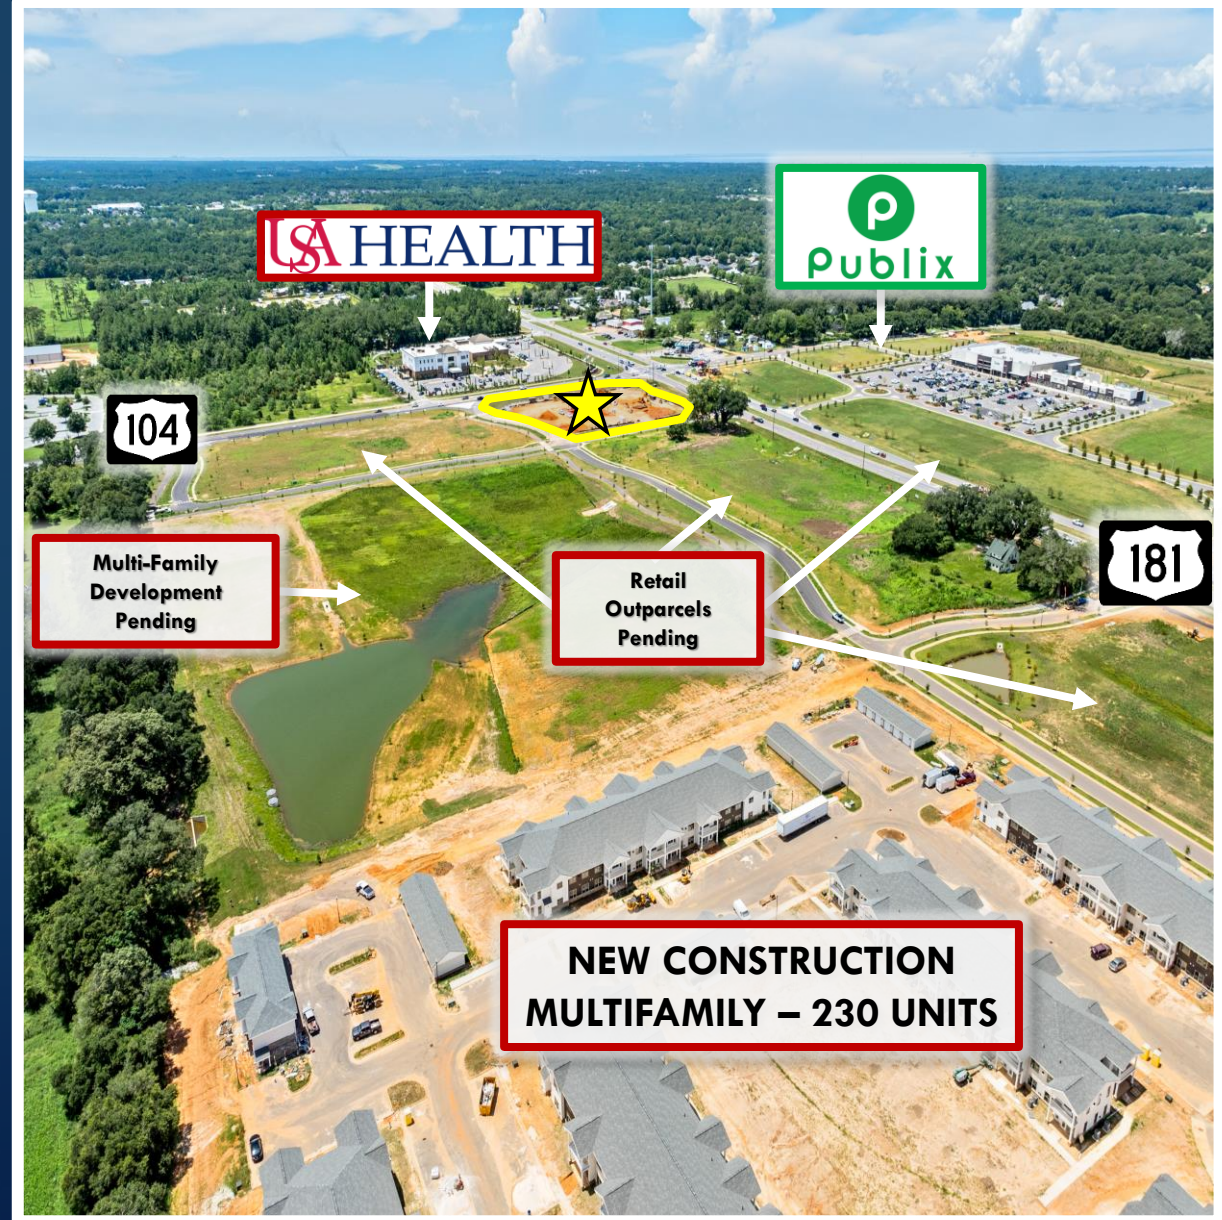 USA HEALTH
Publix
104
181
Multi-Family
Development
Pending
Retail
Outparcels
Pending
NEW CONSTRUCTION
MULTIFAMILY – 230 UNITS